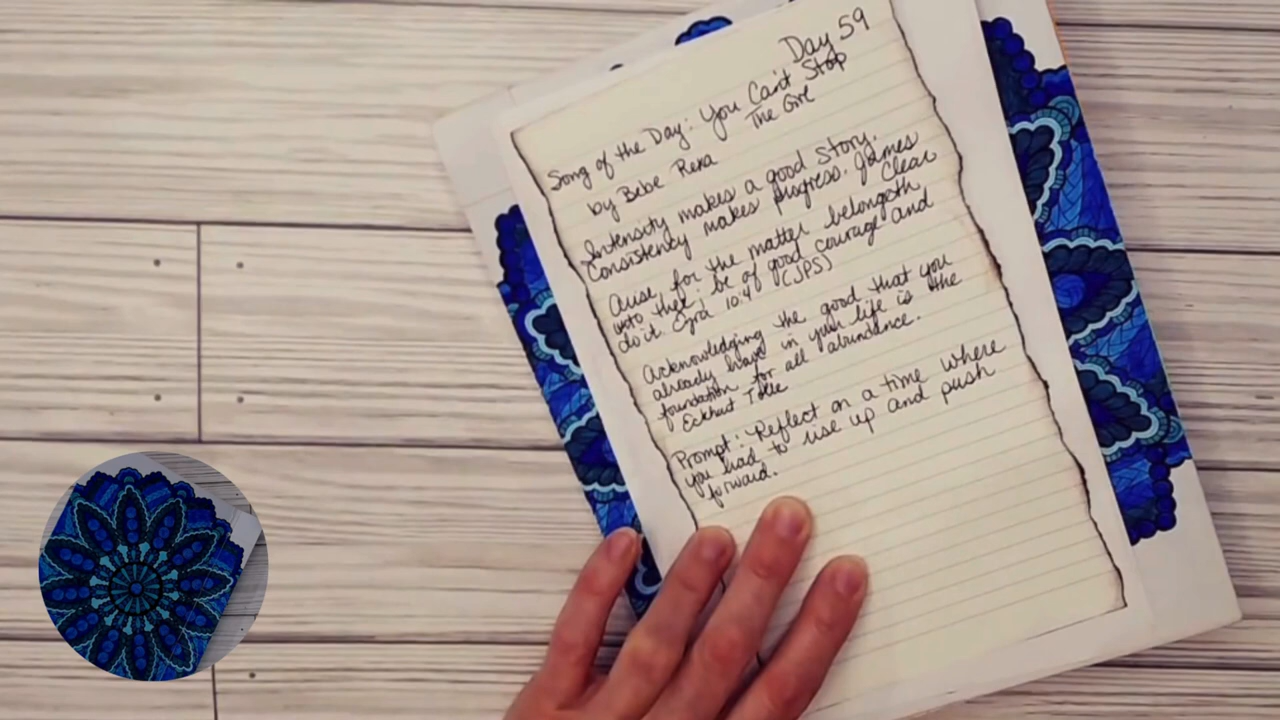 Day 59
Song of the Day: You Can't Stop
The Girl
by Bebe Rexa
Intensity makes a good story.
Consistency makes progress. James
Clear
Arise, for the matter belongeth
unto thee; be of good courage and
do it. Ezra 10:4 (JPS)
Acknowledging the good that you
already have in your life is the
foundation for all abundance.
Eckhart Tolle
Prompt: Reflect on a time where
you had to rise up and push
forward.